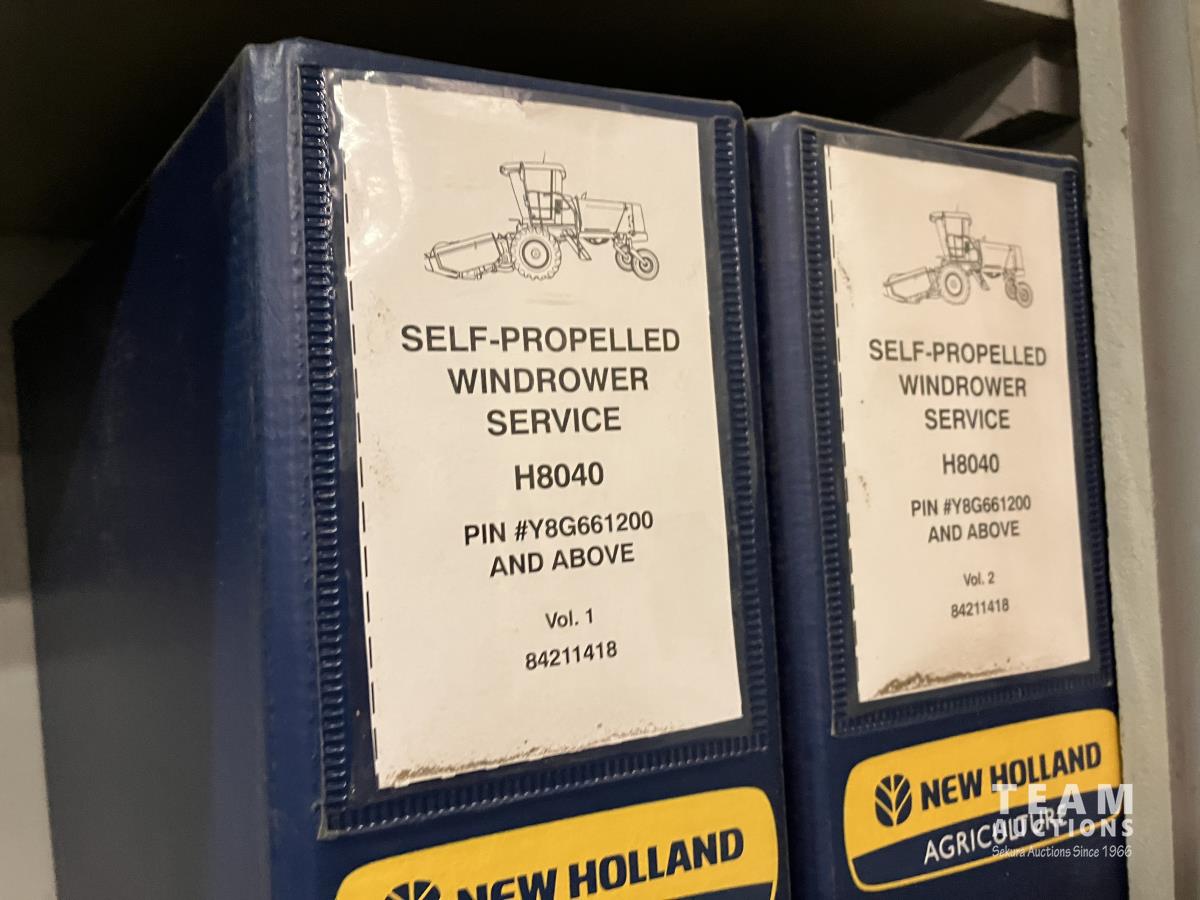 SELF-PROPELLED
WINDROWER
SERVICE
H8040
PIN #Y8G661200
AND ABOVE
Vol. 1
84211418
NEW HOLLAND
SELF-PROPELLED
WINDROWER
SERVICE
H8040
PIN #Y8G661200
AND ABOVE
Vol. 2
84211418
NEW HOLLAND
AGRICULTURE
TEAM
AUCTIONS
Sekura Auctions Since 1966